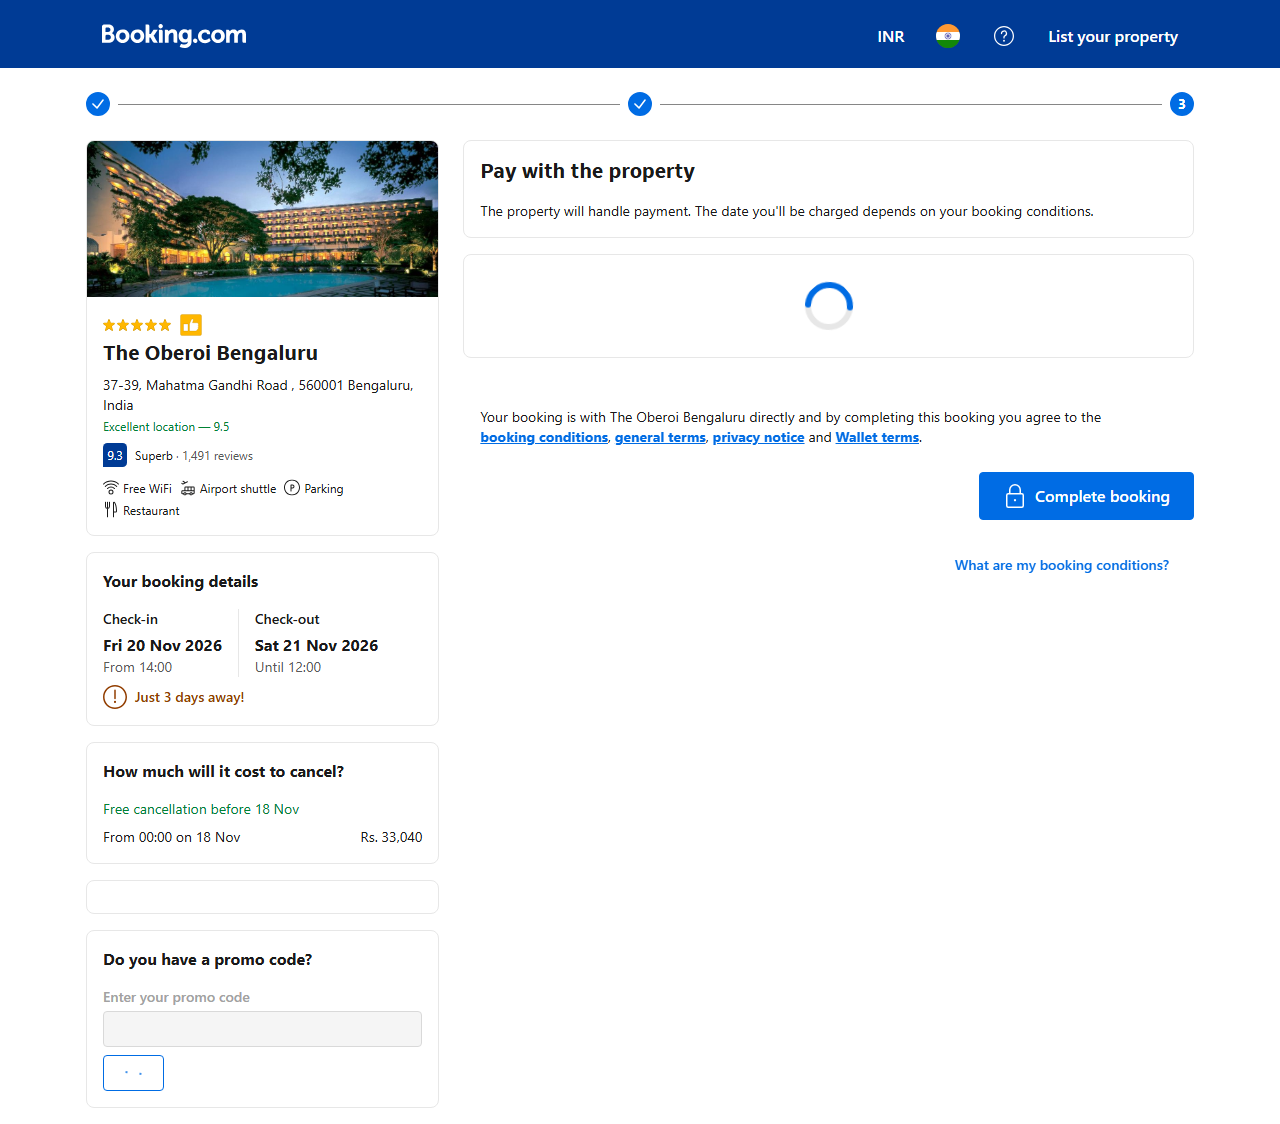 Booking.com
INR
List your property
3
The Oberoi Bengaluru
37-39, Mahatma Gandhi Road , 560001 Bengaluru,
India
Excellent location — 9.5
9.3 Superb · 1,491 reviews
Free WiFi Airport shuttle Parking
Restaurant
Your booking details
Check-in
Fri 20 Nov 2026
From 14:00
Check-out
Sat 21 Nov 2026
Until 12:00
Just 3 days away!
How much will it cost to cancel?
Free cancellation before 18 Nov
From 00:00 on 18 Nov Rs. 33,040
Do you have a promo code?
Enter your promo code
Pay with the property
The property will handle payment. The date you'll be charged depends on your booking conditions.
Your booking is with The Oberoi Bengaluru directly and by completing this booking you agree to the
booking conditions, general terms, privacy notice and Wallet terms.
Complete booking
What are my booking conditions?